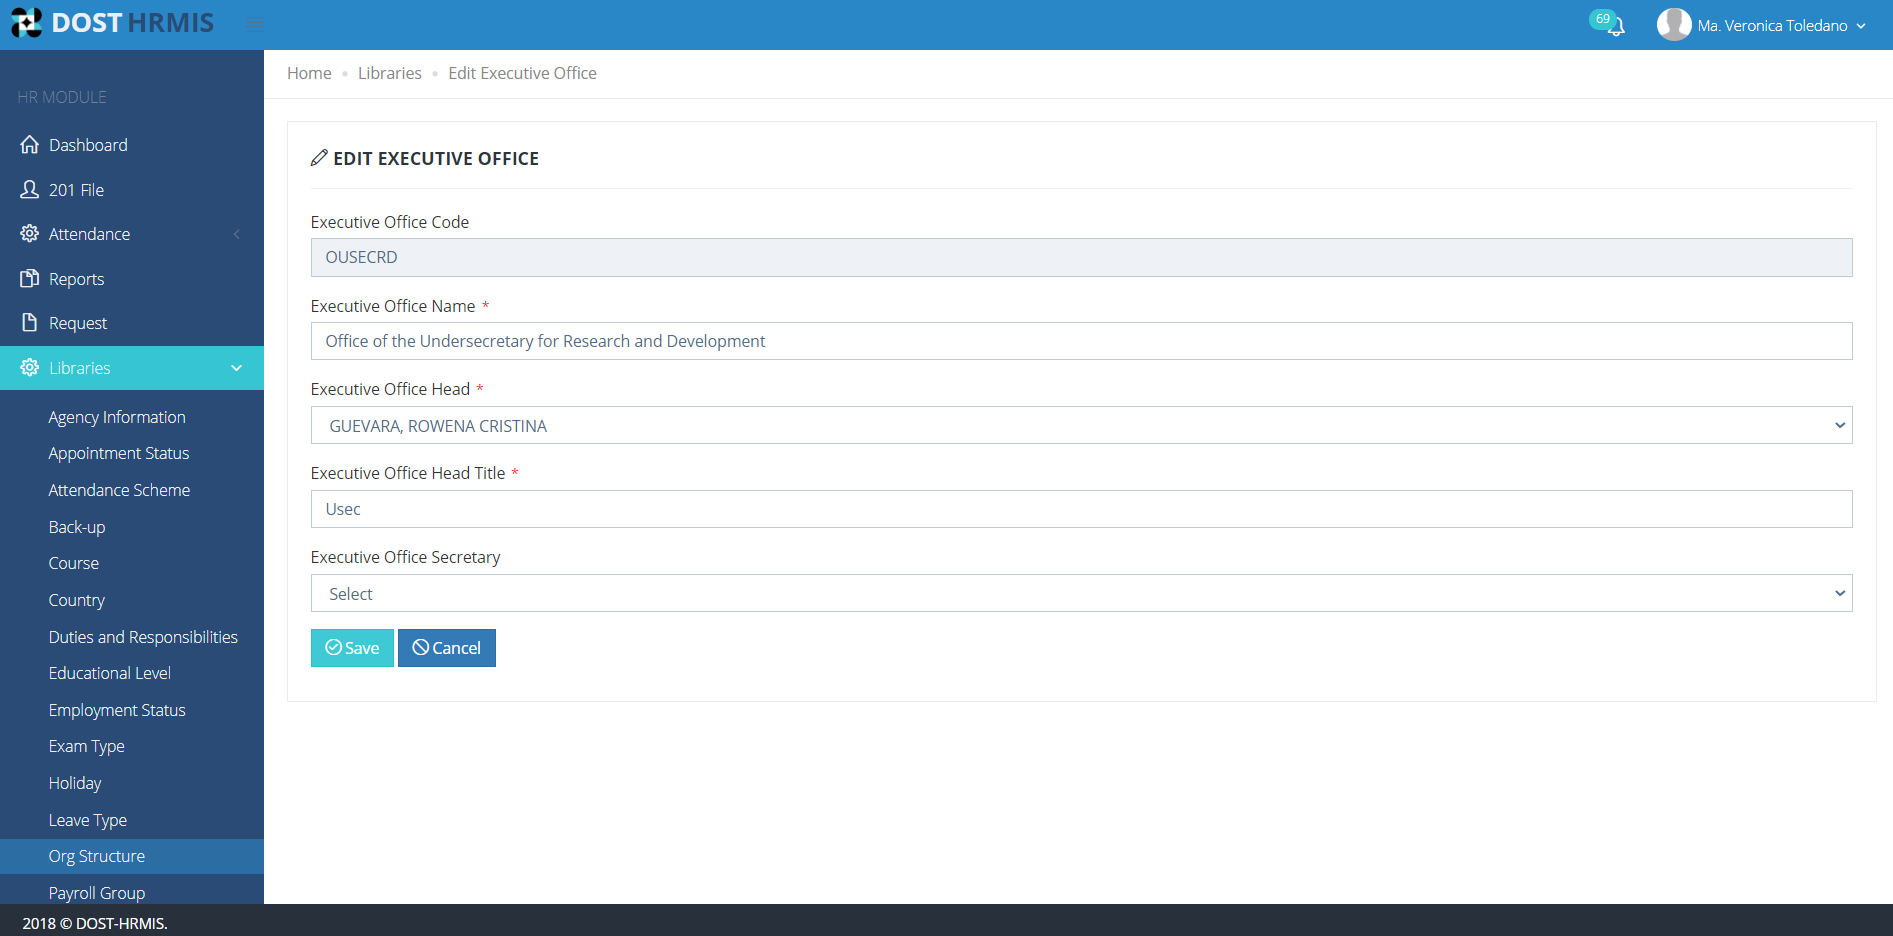 DOST HRMIS
69
Ma. Veronica Toledano
HR MODULE
Dashboard
201 File
Attendance
Reports
Request
Libraries
Agency Information
Appointment Status
Attendance Scheme
Back-up
Course
Country
Duties and Responsibilities
Educational Level
Employment Status
Exam Type
Holiday
Leave Type
Org Structure
Payroll Group
Home • Libraries • Edit Executive Office
EDIT EXECUTIVE OFFICE
Executive Office Code
OUSECRD
Executive Office Name *
Office of the Undersecretary for Research and Development
Executive Office Head *
GUEVARA, ROWENA CRISTINA
Executive Office Head Title *
Usec
Executive Office Secretary
Select
Save Cancel
2018 © DOST-HRMIS.